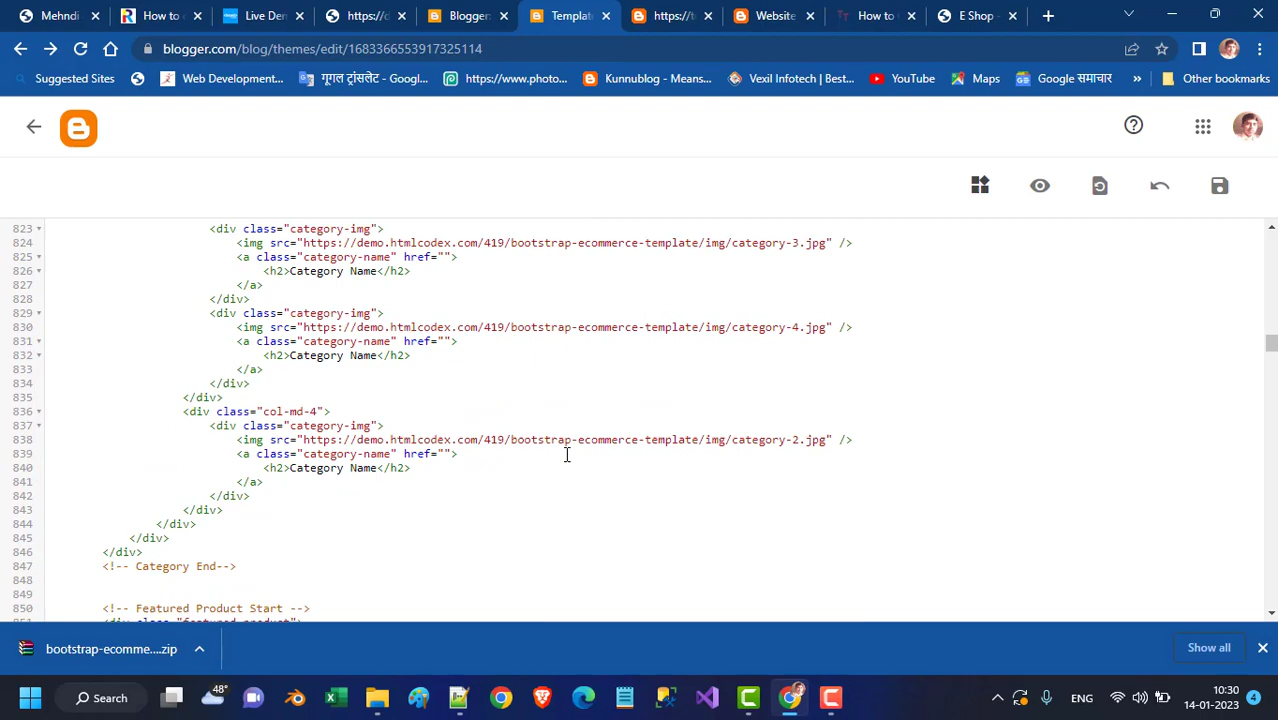 Mehndi
How to c
Live Den
https://d
Blogger:
Templat
https://t
Website
How to
E Shop -
blogger.com/blog/themes/edit/1683366553917325114
Suggested Sites
Web Development...
गूगल ट्रांसलेट - Googl...
https://www.photo...
Kunnublog - Means...
Vexil Infotech | Best...
YouTube
Maps
Google समाचार
»
Other bookmarks
823 <div class="category-img">
824 <img src="https://demo.htmlcodex.com/419/bootstrap-ecommerce-template/img/category-3.jpg" />
825 <a class="category-name" href="">
826 <h2>Category Name</h2>
827 </a>
828 </div>
829 <div class="category-img">
830 <img src="https://demo.htmlcodex.com/419/bootstrap-ecommerce-template/img/category-4.jpg" />
831 <a class="category-name" href="">
832 <h2>Category Name</h2>
833 </a>
834 </div>
835 </div>
836 <div class="col-md-4">
837 <div class="category-img">
838 <img src="https://demo.htmlcodex.com/419/bootstrap-ecommerce-template/img/category-2.jpg" />
839 <a class="category-name" href="">
840 <h2>Category Name</h2>
841 </a>
842 </div>
843 </div>
844 </div>
845 </div>
846 </div>
847 <!-- Category End-->
848
849
850 <!-- Featured Product Start -->
851 <div class="featured-product">
bootstrap-ecomme....zip
Show all
Search
48°
ENG
10:30
14-01-2023
4